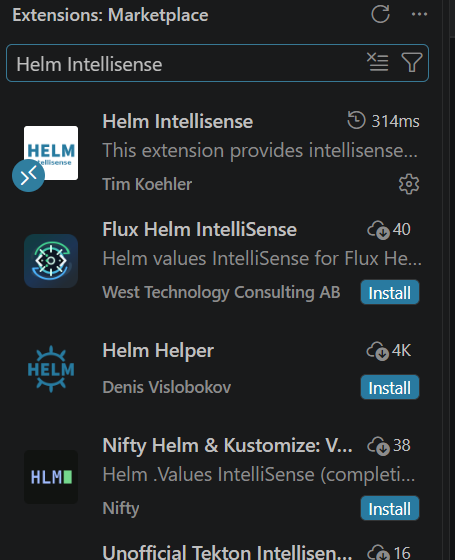 Extensions: Marketplace
Helm Intellisense
HELM
Intellisense
Helm Intellisense 314ms
This extension provides intellisense...
Tim Koehler
Flux Helm IntelliSense 40
Helm values IntelliSense for Flux He...
West Technology Consulting AB Install
HELM
Helm Helper 4K
Denis Vislobokov Install
HLM
Nifty Helm & Kustomize: V... 38
Helm .Values IntelliSense (completi...
Nifty Install
Unofficial Tekton Intellisen... 16